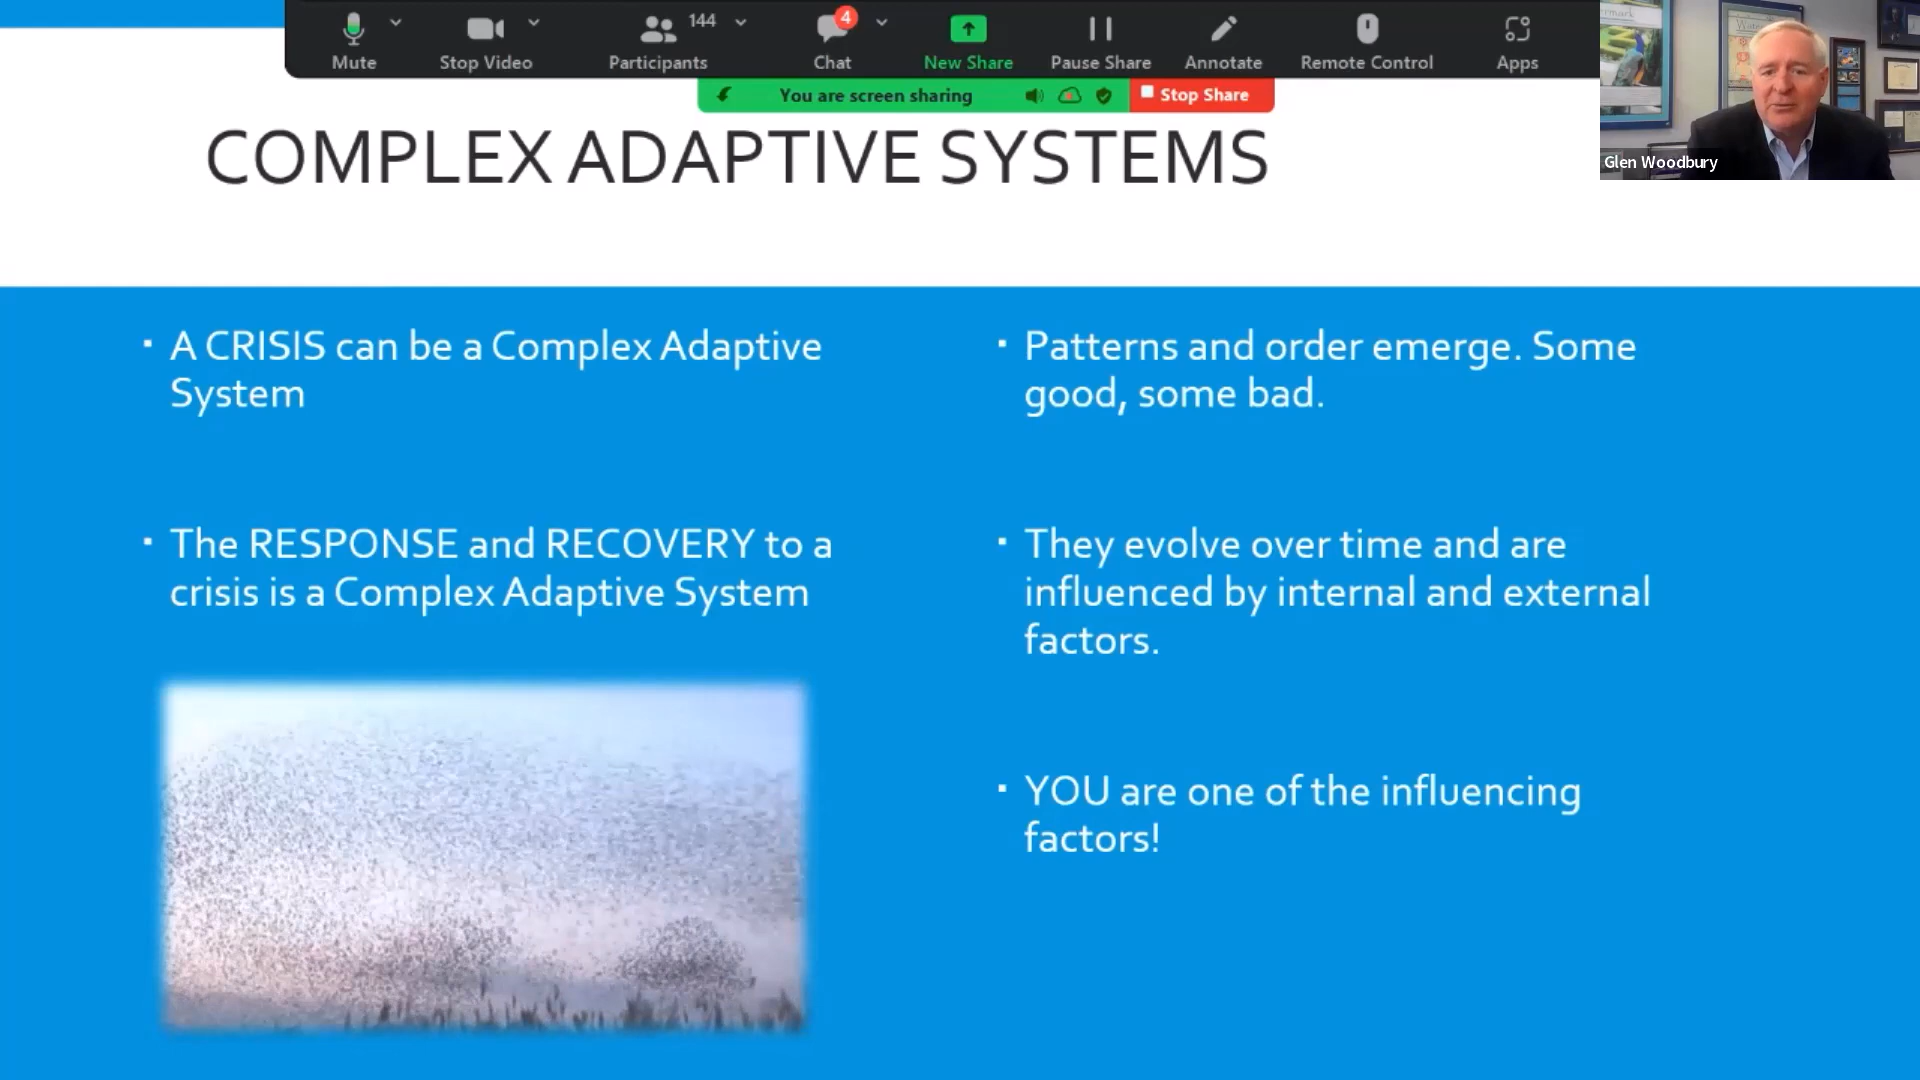 Mute
Stop Video
144
Participants
4
Chat
New Share
Pause Share
Annotate
Remote Control
Apps
You are screen sharing
Stop Share
Glen Woodbury
COMPLEX ADAPTIVE SYSTEMS
▪ A CRISIS can be a Complex Adaptive
System
▪ The RESPONSE and RECOVERY to a
crisis is a Complex Adaptive System
▪ Patterns and order emerge. Some
good, some bad.
▪ They evolve over time and are
influenced by internal and external
factors.
▪ YOU are one of the influencing
factors!